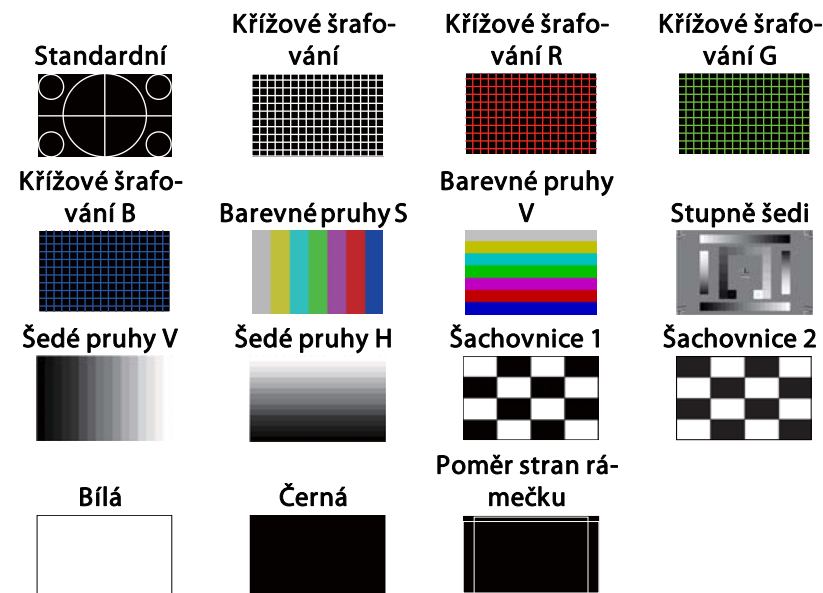 Standardní
Křížové šrafo-
vání
Křížové šrafo-
vání R
Křížové šrafo-
vání G
Křížové šrafo-
vání B
Barevné pruhy S
Barevné pruhy
V
Stupně šedi
Šedé pruhy V
Šedé pruhy H
Šachovnice 1
Šachovnice 2
Bílá
Černá
Poměr stran rá-
mečku